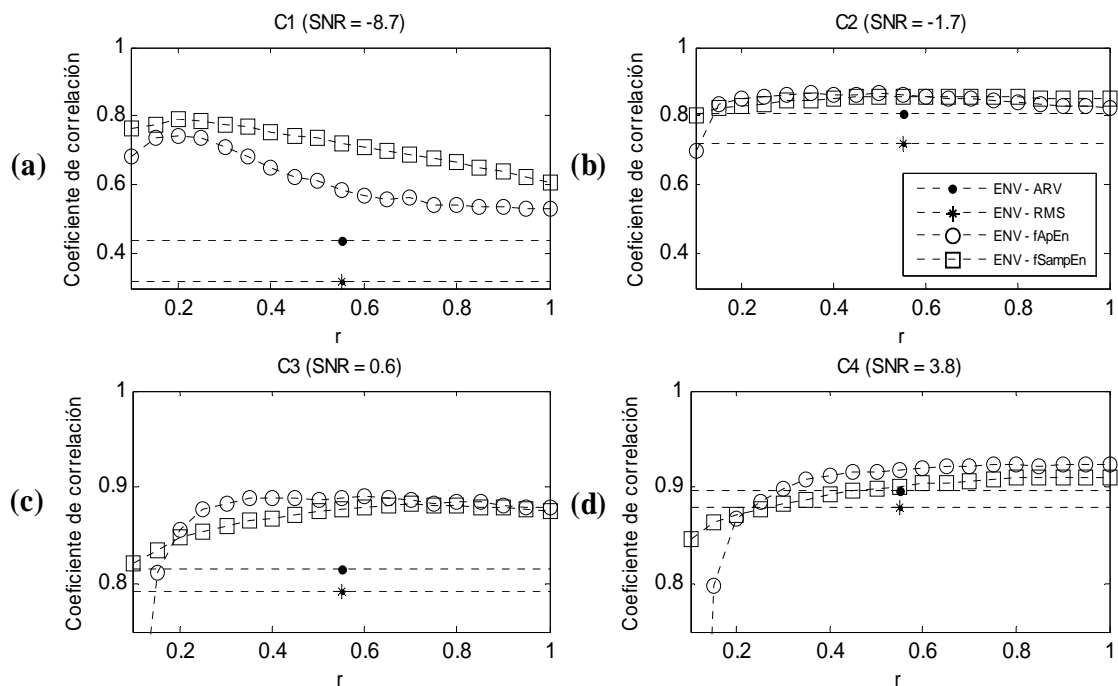 C1 (SNR = -8.7)
(a)
Coeficiente de correlación
1
0.8
0.6
0.4
0.2
0.4
0.6
0.8
1
r
C2 (SNR = -1.7)
(b)
Coeficiente de correlación
1
0.8
0.6
0.4
0.2
0.4
0.6
0.8
1
r
ENV - ARV
ENV - RMS
ENV - fApEn
ENV - fSampEn
C3 (SNR = 0.6)
(c)
Coeficiente de correlación
1
0.9
0.8
0.2
0.4
0.6
0.8
1
r
C4 (SNR = 3.8)
(d)
Coeficiente de correlación
1
0.9
0.8
0.2
0.4
0.6
0.8
1
r